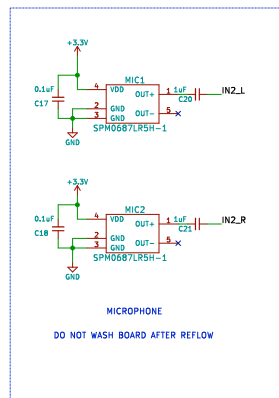 +3.3V
MIC1
0.1uF
C17
4 VDD
OUT+ 1
1uF
C20
IN2_L
2 GND
3 GND
OUT- 5
SPM0687LR5H-1
GND
+3.3V
MIC2
0.1uF
C18
4 VDD
OUT+ 1
1uF
C21
IN2_R
2 GND
3 GND
OUT- 5
SPM0687LR5H-1
GND
MICROPHONE
DO NOT WASH BOARD AFTER REFLOW